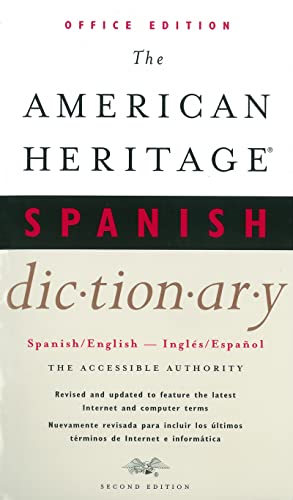 OFFICE EDITION
The
AMERICAN
HERITAGE®
SPANISH
dic·tion·ar·y
Spanish/English — Inglés/Español
THE ACCESSIBLE AUTHORITY
Revised and updated to feature the latest
Internet and computer terms
Nuevamente revisada para incluir los últimos
términos de Internet e informática
SECOND EDITION